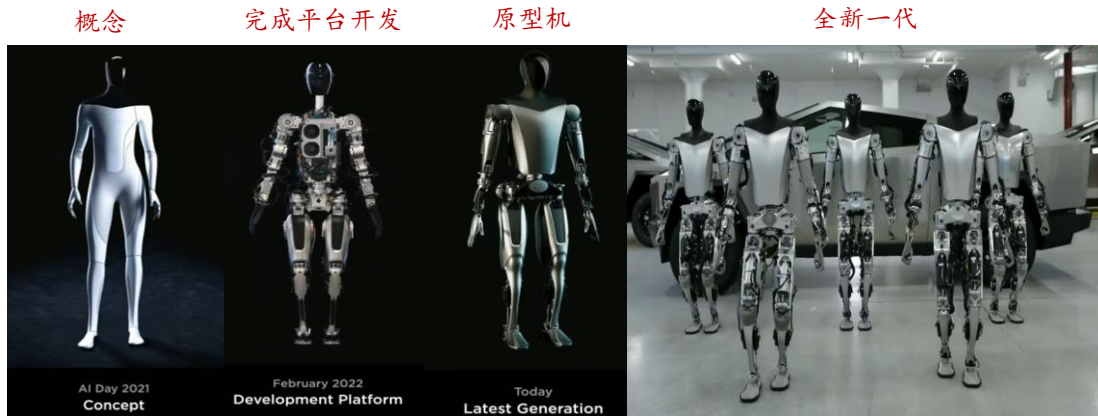 概念
完成平台开发
原型机
全新一代
AI Day 2021
Concept
February 2022
Development Platform
Today
Latest Generation